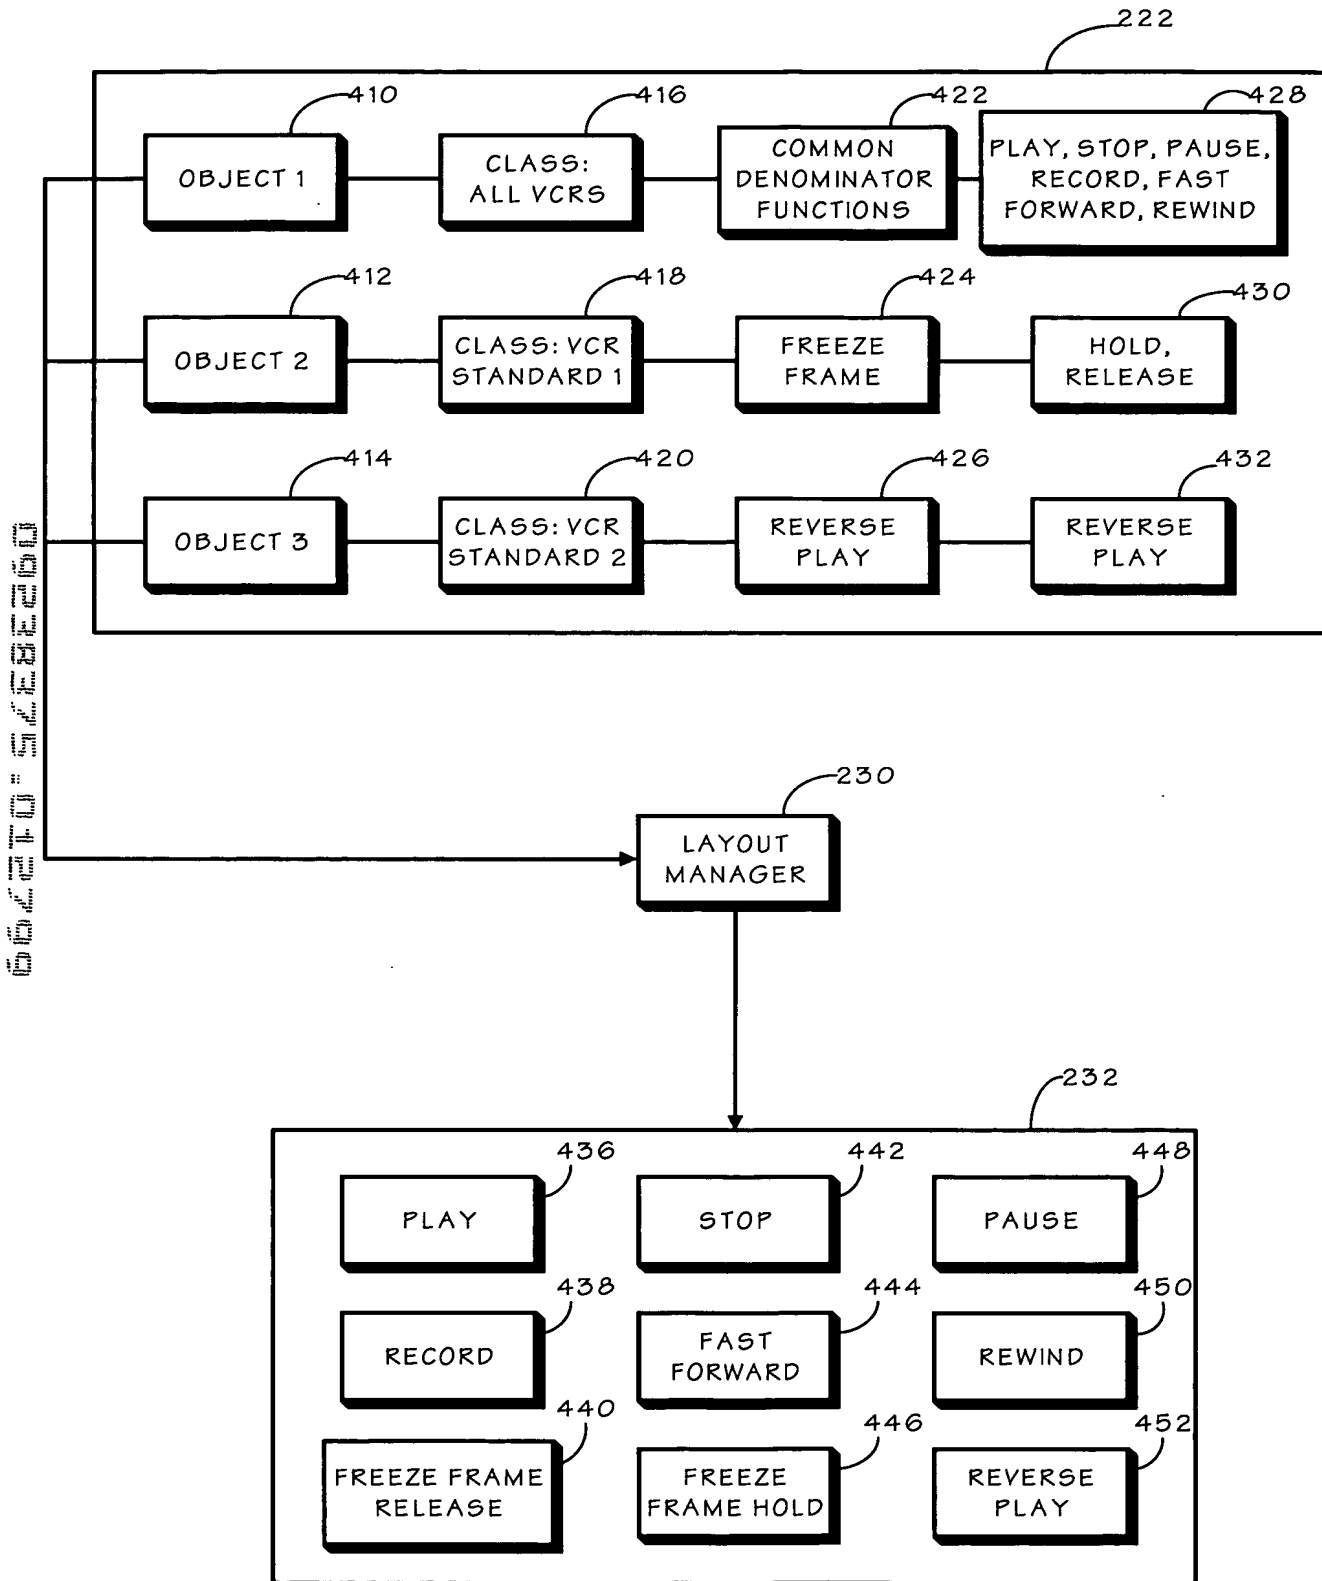 222
410
416
422
428
OBJECT 1
CLASS:
ALL VCRS
COMMON
DENOMINATOR
FUNCTIONS
PLAY, STOP, PAUSE,
RECORD, FAST
FORWARD, REWIND
412
418
424
430
OBJECT 2
CLASS: VCR
STANDARD 1
FREEZE
FRAME
HOLD,
RELEASE
414
420
426
432
OBJECT 3
CLASS: VCR
STANDARD 2
REVERSE
PLAY
REVERSE
PLAY
09238375.012799
230
LAYOUT
MANAGER
232
436
442
448
PLAY
STOP
PAUSE
438
444
450
RECORD
FAST
FORWARD
REWIND
440
446
452
FREEZE FRAME
RELEASE
FREEZE
FRAME HOLD
REVERSE
PLAY